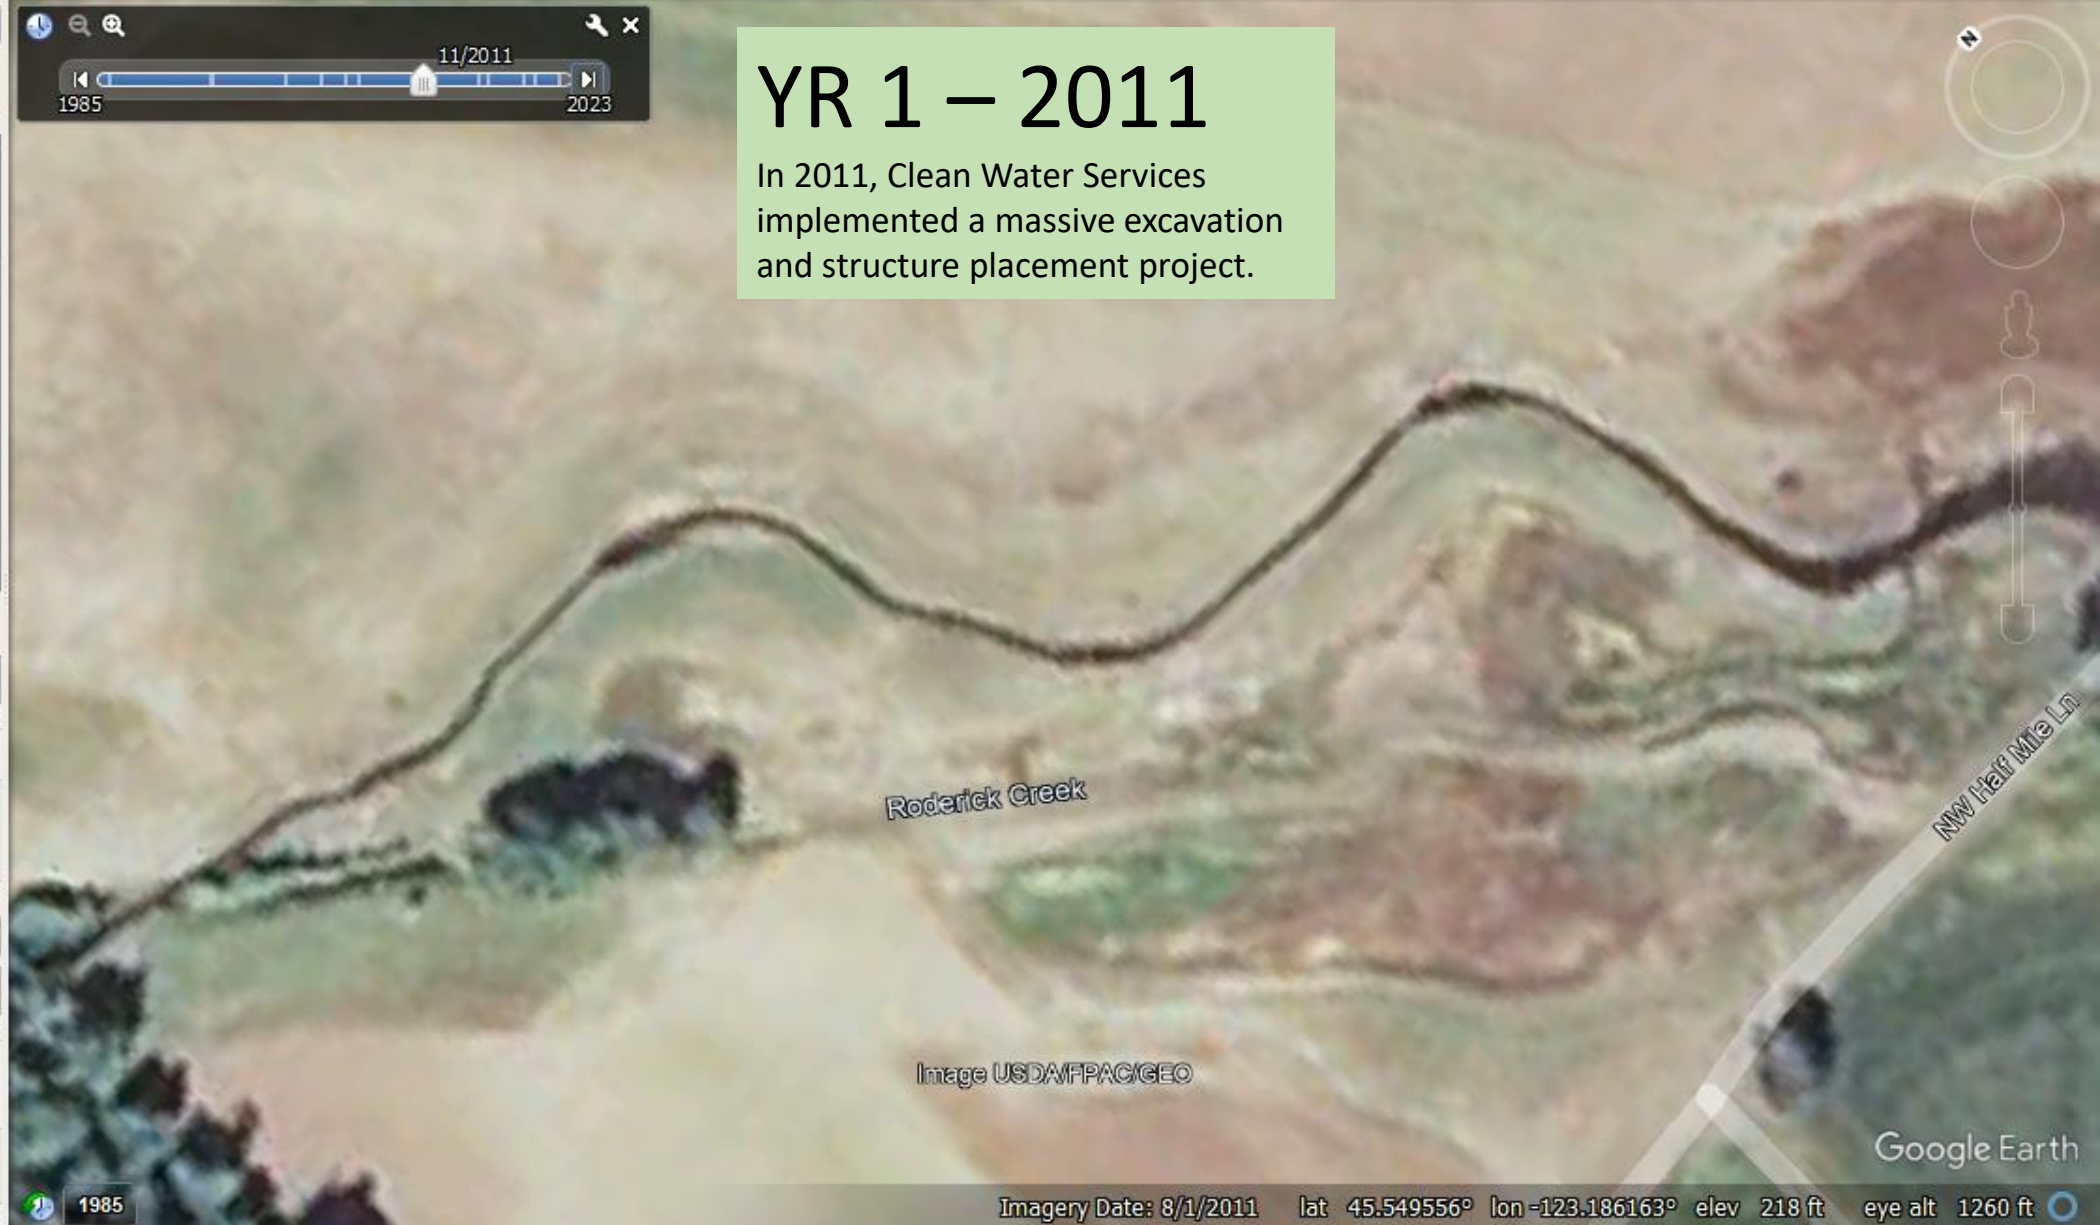 11/2011
1985
2023
YR 1 – 2011
In 2011, Clean Water Services
implemented a massive excavation
and structure placement project.
N
NW Half Mile Ln
Roderick Creek
Image USDA/FPAC/GEO
Google Earth
1985
Imagery Date: 8/1/2011 lat 45.549556° lon -123.186163° elev 218 ft eye alt 1260 ft